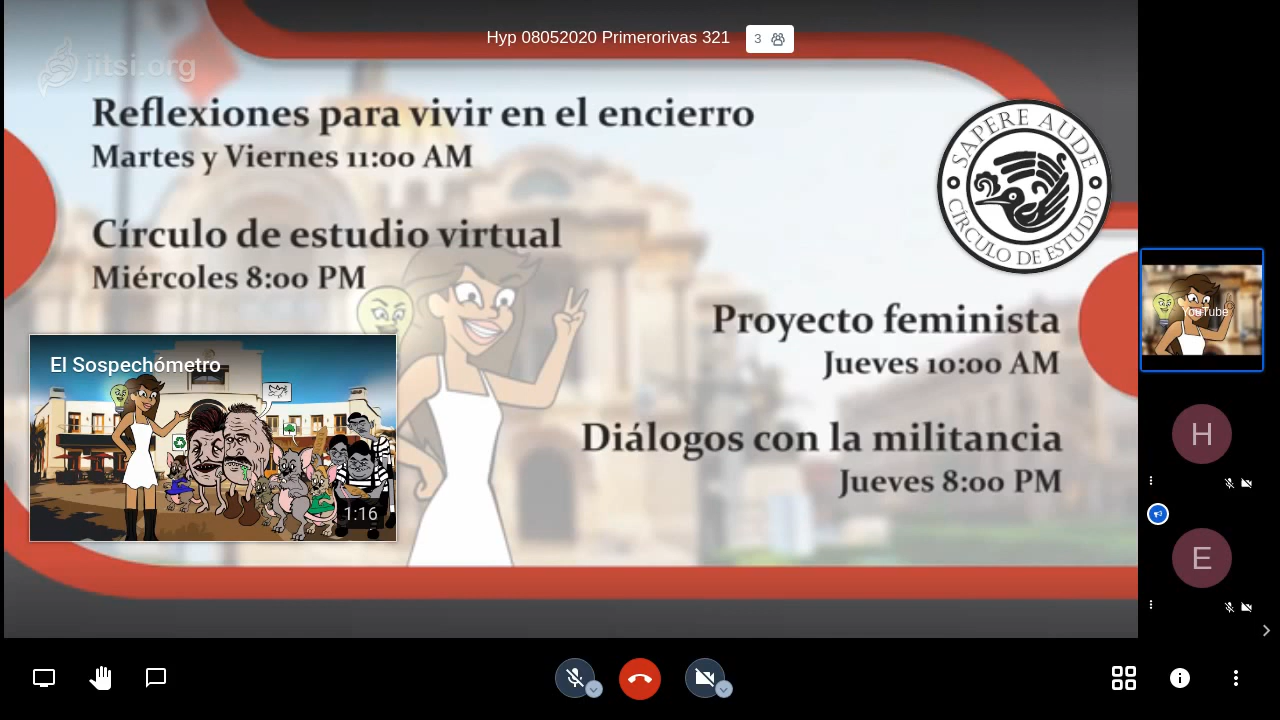 Hyp 08052020 Primerorivas 321
3
jitsi.org
Reflexiones para vivir en el encierro
Martes y Viernes 11:00 AM
SAPERE AUDE
CÍRCULO DE ESTUDIO
Círculo de estudio virtual
Miércoles 8:00 PM
Proyecto feminista
Jueves 10:00 AM
YouTube
El Sospechómetro
1:16
Diálogos con la militancia
Jueves 8:00 PM
H
E